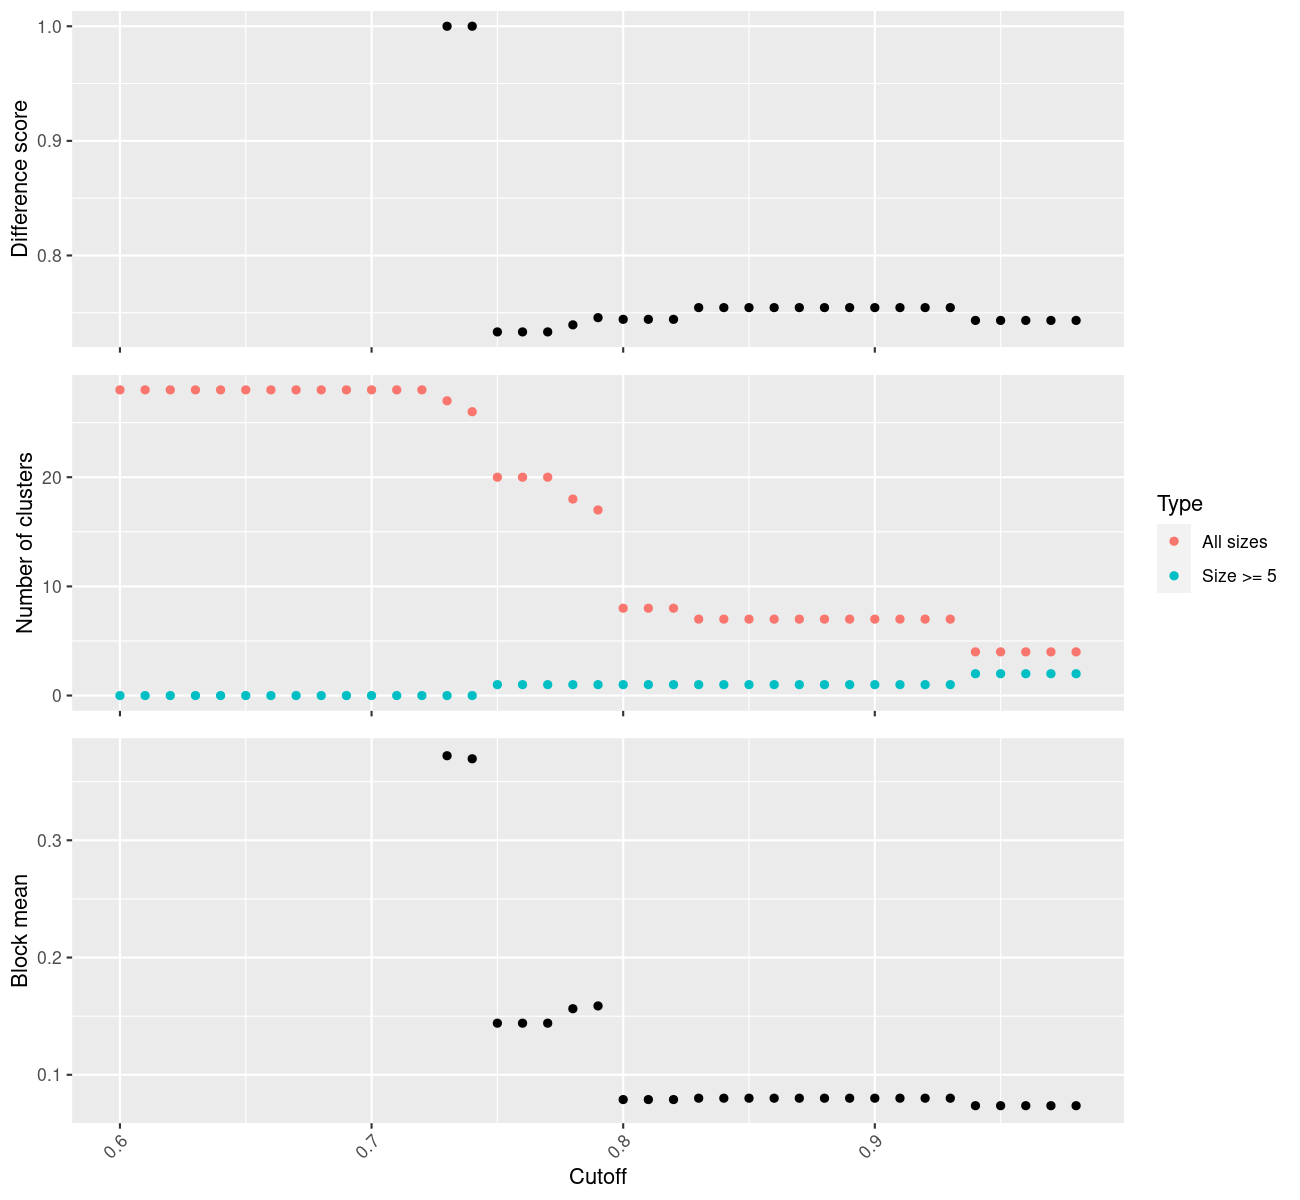 Difference score
1.0
0.9
0.8
Number of clusters
20
10
0
Type
All sizes
Size >= 5
Block mean
0.3
0.2
0.1
0.6
0.7
0.8
0.9
Cutoff